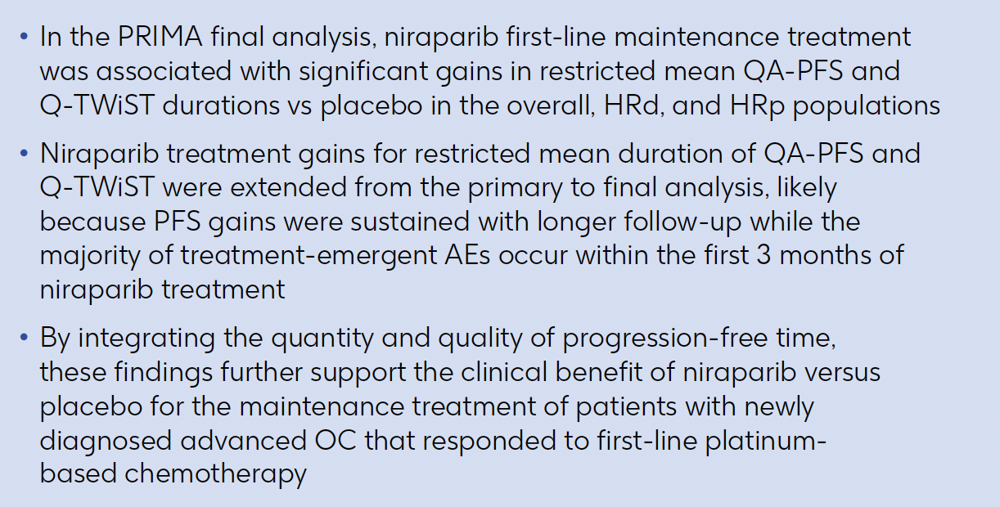 • In the PRIMA final analysis, niraparib first-line maintenance treatment
was associated with significant gains in restricted mean QA-PFS and
Q-TWiST durations vs placebo in the overall, HRd, and HRp populations
• Niraparib treatment gains for restricted mean duration of QA-PFS and
Q-TWiST were extended from the primary to final analysis, likely
because PFS gains were sustained with longer follow-up while the
majority of treatment-emergent AEs occur within the first 3 months of
niraparib treatment
• By integrating the quantity and quality of progression-free time,
these findings further support the clinical benefit of niraparib versus
placebo for the maintenance treatment of patients with newly
diagnosed advanced OC that responded to first-line platinum-
based chemotherapy